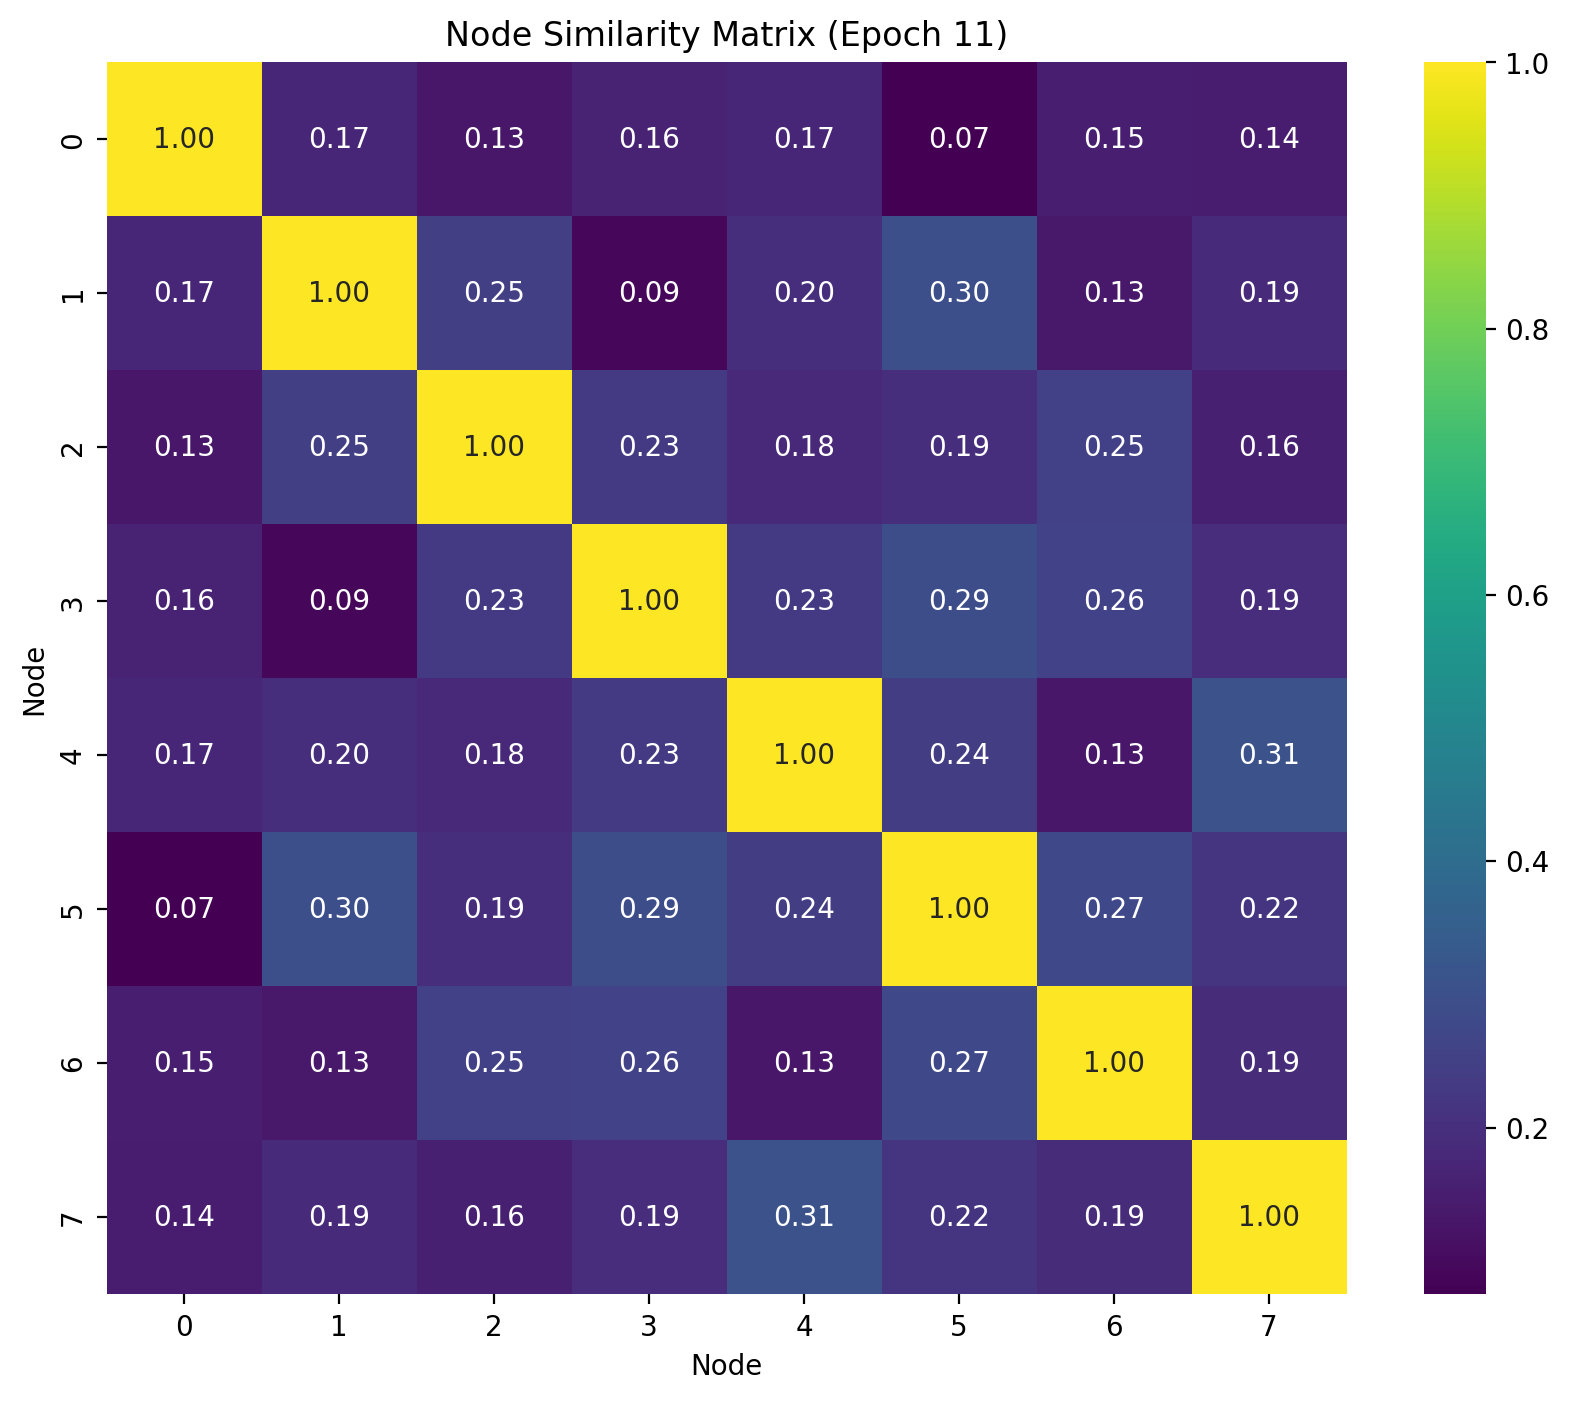 Node Similarity Matrix (Epoch 11)
0 1.00 0.17 0.13 0.16 0.17 0.07 0.15 0.14
1 0.17 1.00 0.25 0.09 0.20 0.30 0.13 0.19
2 0.13 0.25 1.00 0.23 0.18 0.19 0.25 0.16
3 0.16 0.09 0.23 1.00 0.23 0.29 0.26 0.19
4 0.17 0.20 0.18 0.23 1.00 0.24 0.13 0.31
5 0.07 0.30 0.19 0.29 0.24 1.00 0.27 0.22
6 0.15 0.13 0.25 0.26 0.13 0.27 1.00 0.19
7 0.14 0.19 0.16 0.19 0.31 0.22 0.19 1.00
0 1 2 3 4 5 6 7
Node
Node
1.0
0.8
0.6
0.4
0.2